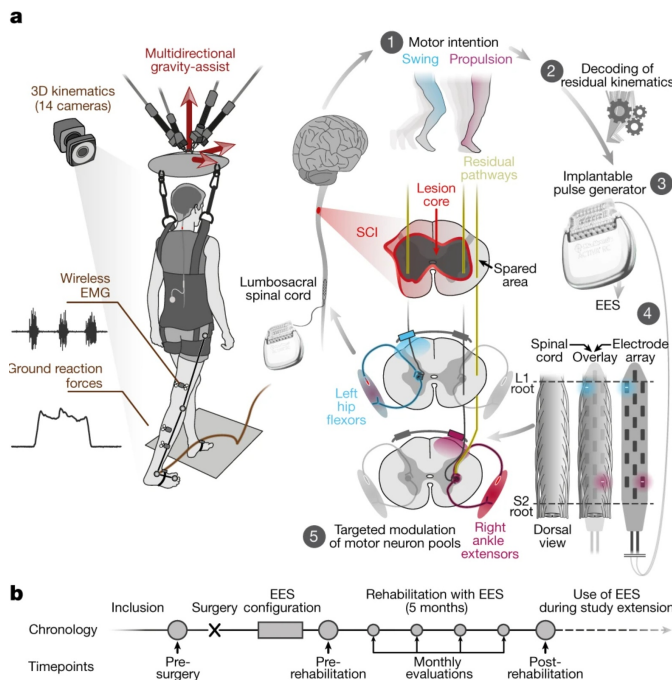 a
Multidirectional
gravity-assist
3D kinematics
(14 cameras)
Wireless
EMG
Ground reaction
forces
1 Motor intention
Swing Propulsion
2 Decoding of
residual kinematics
Implantable
pulse generator 3
EES
Residual
pathways
Lesion
core
SCI
Spared
area
Lumbosacral
spinal cord
4
Spinal
cord
Overlay
Electrode
array
L1
root
S2
root
Dorsal
view
Left
hip
flexors
5 Targeted modulation
of motor neuron pools
Right
ankle
extensors
b
Inclusion Surgery EES
configuration
Rehabilitation with EES
(5 months)
Use of EES
during study extension
Chronology
Timepoints
Pre-
surgery
Pre-
rehabilitation
Monthly
evaluations
Post-
rehabilitation